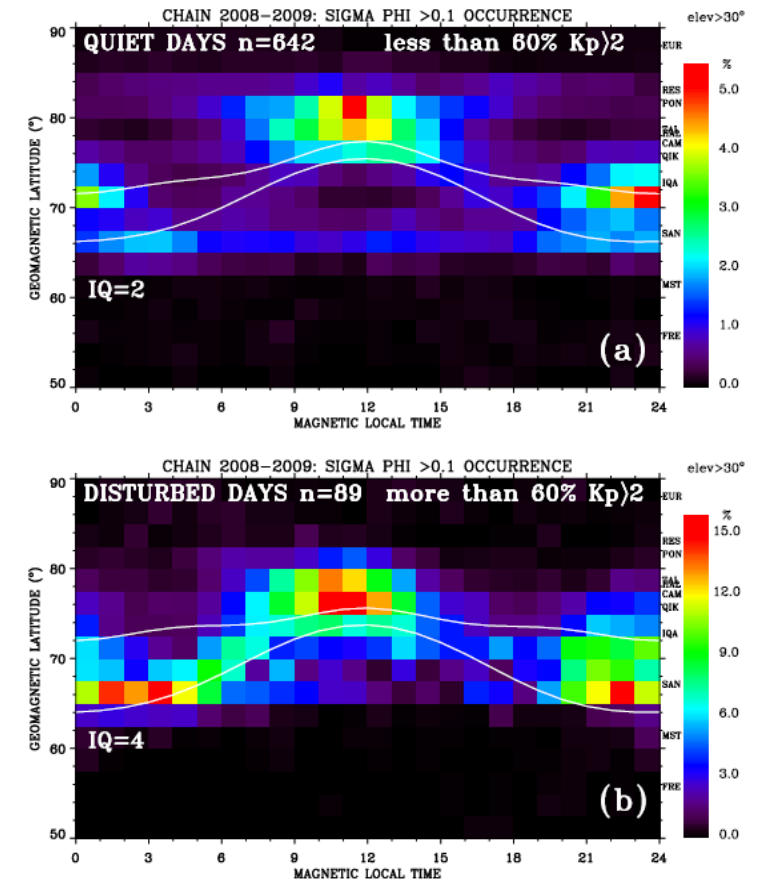 CHAIN 2008-2009: SIGMA PHI >0.1 OCCURRENCE
elev>30°
QUIET DAYS n=642 less than 60% Kp⟩2
%
90
80
70
60
50
GEOMAGNETIC LATITUDE (°)
EUR
RES
PON
CAM
QIK
IQA
SAN
MST
FRE
5.0
4.0
3.0
2.0
1.0
0.0
IQ=2
(a)
0 3 6 9 12 15 18 21 24
MAGNETIC LOCAL TIME
CHAIN 2008-2009: SIGMA PHI >0.1 OCCURRENCE
elev>30°
DISTURBED DAYS n=89 more than 60% Kp⟩2
%
90
80
70
60
50
GEOMAGNETIC LATITUDE (°)
EUR
RES
PON
CAM
QIK
IQA
SAN
MST
FRE
15.0
12.0
9.0
6.0
3.0
0.0
IQ=4
(b)
0 3 6 9 12 15 18 21 24
MAGNETIC LOCAL TIME